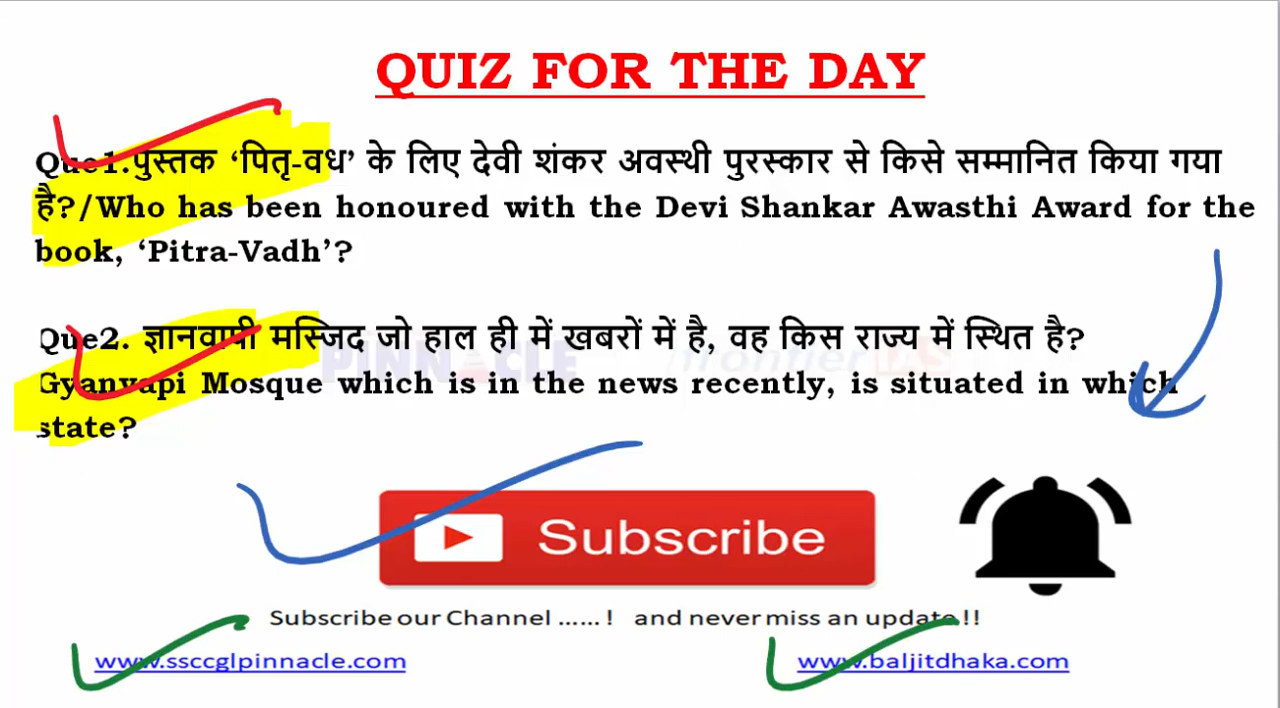 QUIZ FOR THE DAY
Que1.पुस्तक ‘पितृ-वध’ के लिए देवी शंकर अवस्थी पुरस्कार से किसे सम्मानित किया गया
है?/Who has been honoured with the Devi Shankar Awasthi Award for the
book, ‘Pitra-Vadh’?
Que2. ज्ञानवापी मस्जिद जो हाल ही में खबरों में है, वह किस राज्य में स्थित है?
PINNACLE frontier IAS
Gyanvapi Mosque which is in the news recently, is situated in which
state?
Subscribe
Subscribe our Channel ...... ! and never miss an update !!
www.ssccglpinnacle.com www.baljitdhaka.com